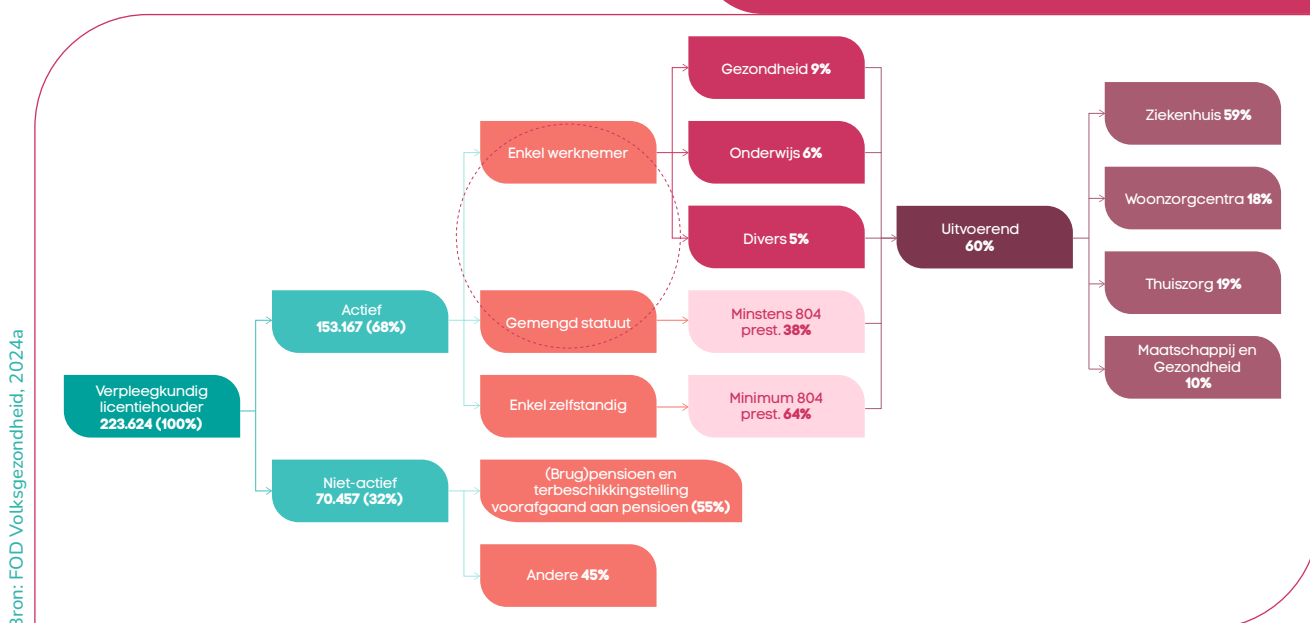 Gezondheid 9%
Enkel werknemer
Onderwijs 6%
Divers 5%
Actief
153.167 (68%)
Gemengd statuut
Minstens 804
prest. 38%
Verpleegkundig
licentiehouder
223.624 (100%)
Enkel zelfstandig
Minimum 804
prest. 64%
Niet-actief
70.457 (32%)
(Brug)pensioen en
terbeschikkingstelling
voorafgaand aan pensioen (55%)
Andere 45%
Uitvoerend
60%
Ziekenhuis 59%
Woonzorgcentra 18%
Thuiszorg 19%
Maatschappij en
Gezondheid
10%
Bron: FOD Volksgezondheid, 2024a